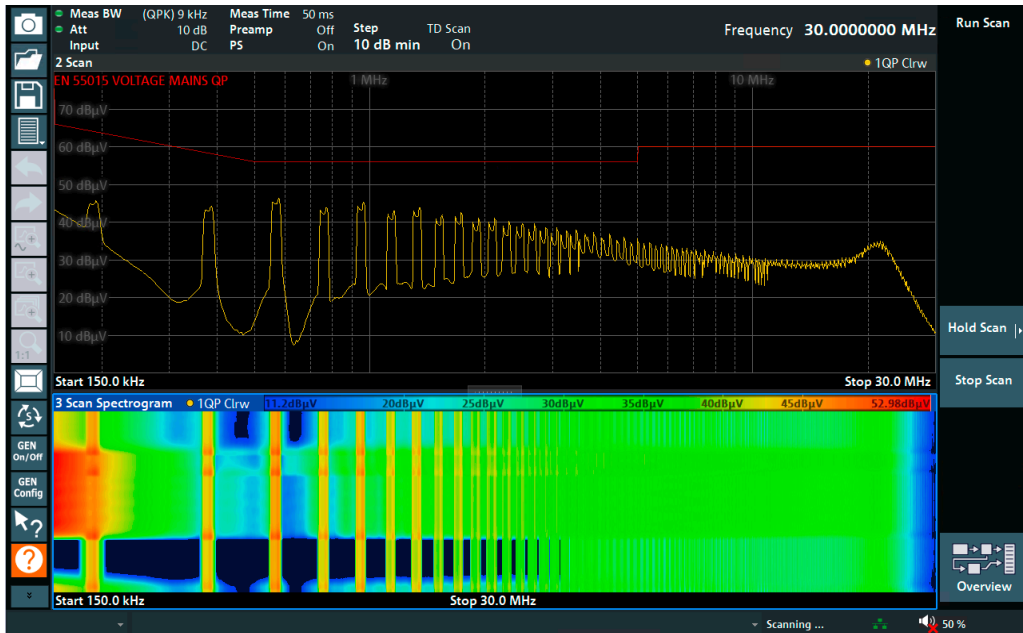 Meas BW (QPK) 9 kHz Meas Time 50 ms
Att 10 dB Preamp Off Step TD Scan
Input DC PS On 10 dB min On
Frequency 30.0000000 MHz
Run Scan
2 Scan 1QP Clrw
EN 55015 VOLTAGE MAINS QP 1 MHz 10 MHz
70 dBµV
60 dBµV
50 dBµV
40 dBµV
30 dBµV
20 dBµV
10 dBµV
1:1
Hold Scan
Stop Scan
Start 150.0 kHz Stop 30.0 MHz
3 Scan Spectrogram 1QP Clrw 11.2dBµV 20dBµV 25dBµV 30dBµV 35dBµV 40dBµV 45dBµV 52.98dBµV
S
GEN
On/Off
GEN
Config
?
?
Overview
Start 150.0 kHz Stop 30.0 MHz
Scanning ... 50 %